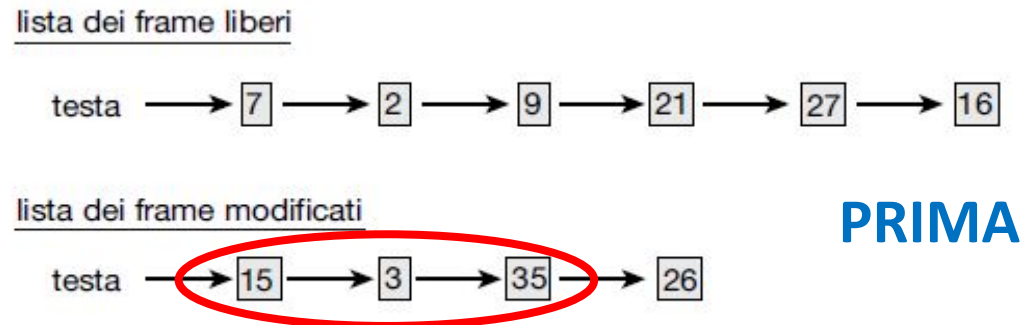 lista dei frame liberi
testa 7 2 9 21 27 16
lista dei frame modificati
PRIMA
testa 15 3 35 26